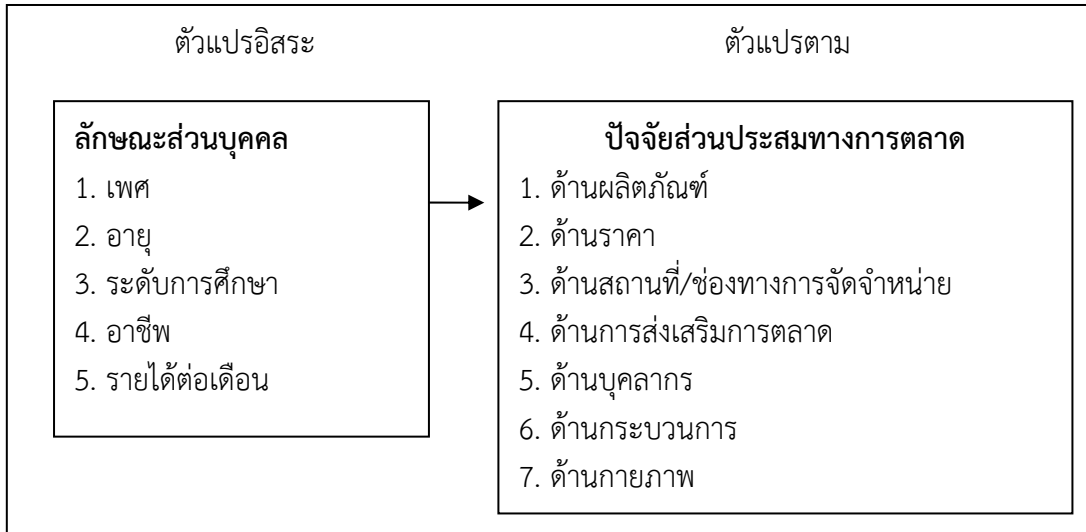 ตัวแปรอิสระ
ตัวแปรตาม
ลักษณะส่วนบุคคล
1. เพศ
2. อายุ
3. ระดับการศึกษา
4. อาชีพ
5. รายได้ต่อเดือน
ปัจจัยส่วนประสมทางการตลาด
1. ด้านผลิตภัณฑ์
2. ด้านราคา
3. ด้านสถานที่/ช่องทางการจัดจำหน่าย
4. ด้านการส่งเสริมการตลาด
5. ด้านบุคลากร
6. ด้านกระบวนการ
7. ด้านกายภาพ